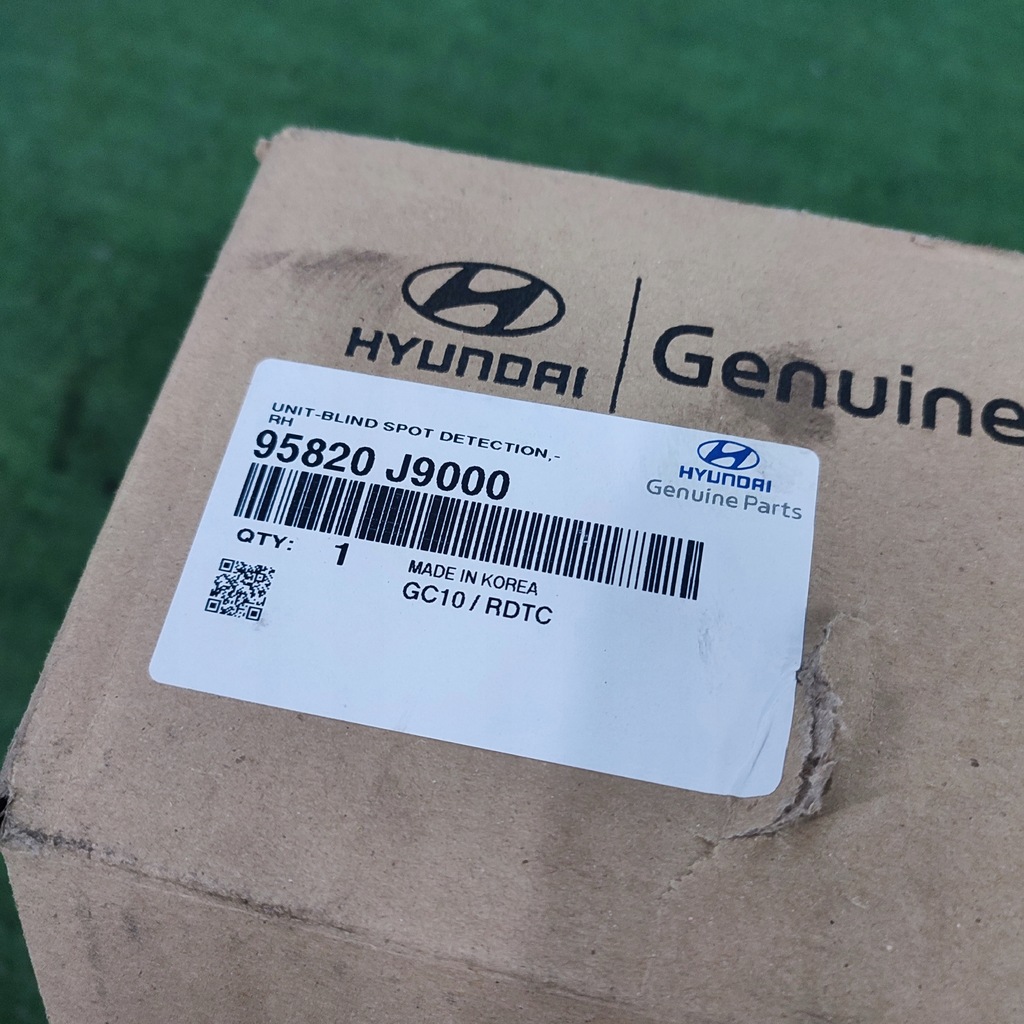 HYUNDAI
Genuine
UNIT-BLIND SPOT DETECTION,-
RH
95820 J9000
HYUNDAI
Genuine Parts
QTY: 1
MADE IN KOREA
GC10 / RDTC